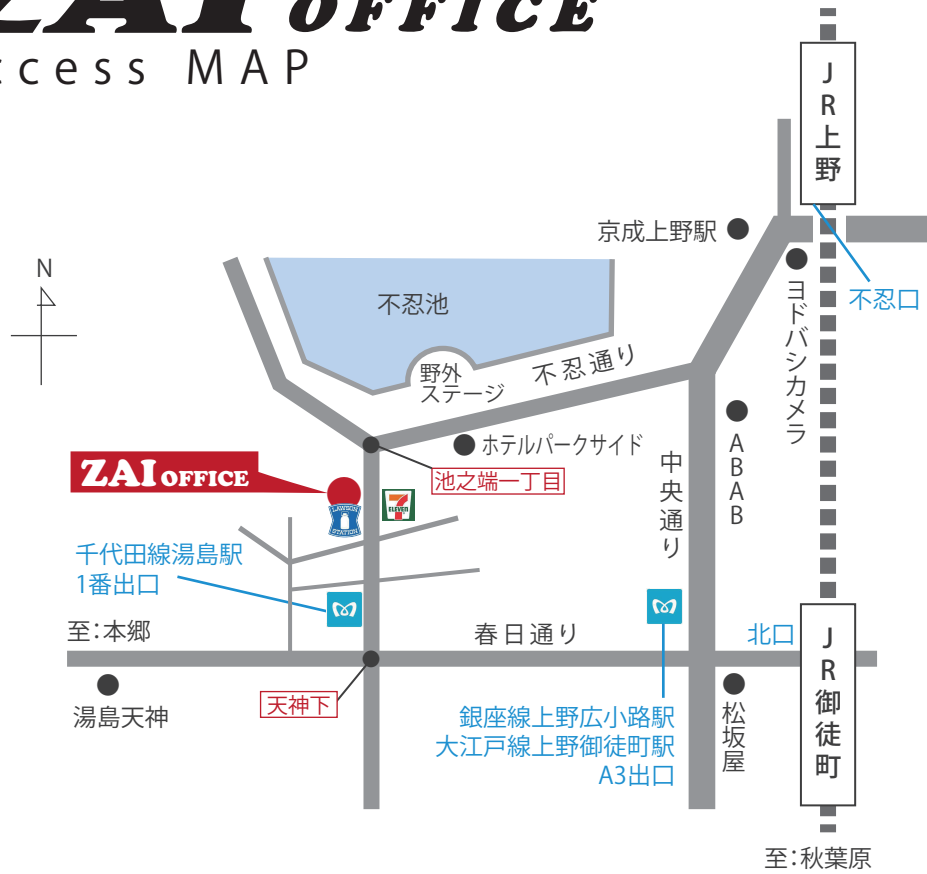 ZAI OFFICE
ccess MAP
JR上野
京成上野駅
N
不忍口
不忍池
ヨドバシカメラ
野外
ステージ
不忍通り
ABAB
ホテルパークサイド
中央通り
ZAI OFFICE
池之端一丁目
LAWSON
STATION
7
ELEVEN
千代田線湯島駅
1番出口
至:本郷
春日通り
北口
JR御徒町
湯島天神
天神下
銀座線上野広小路駅
大江戸線上野御徒町駅
A3出口
松坂屋
至:秋葉原